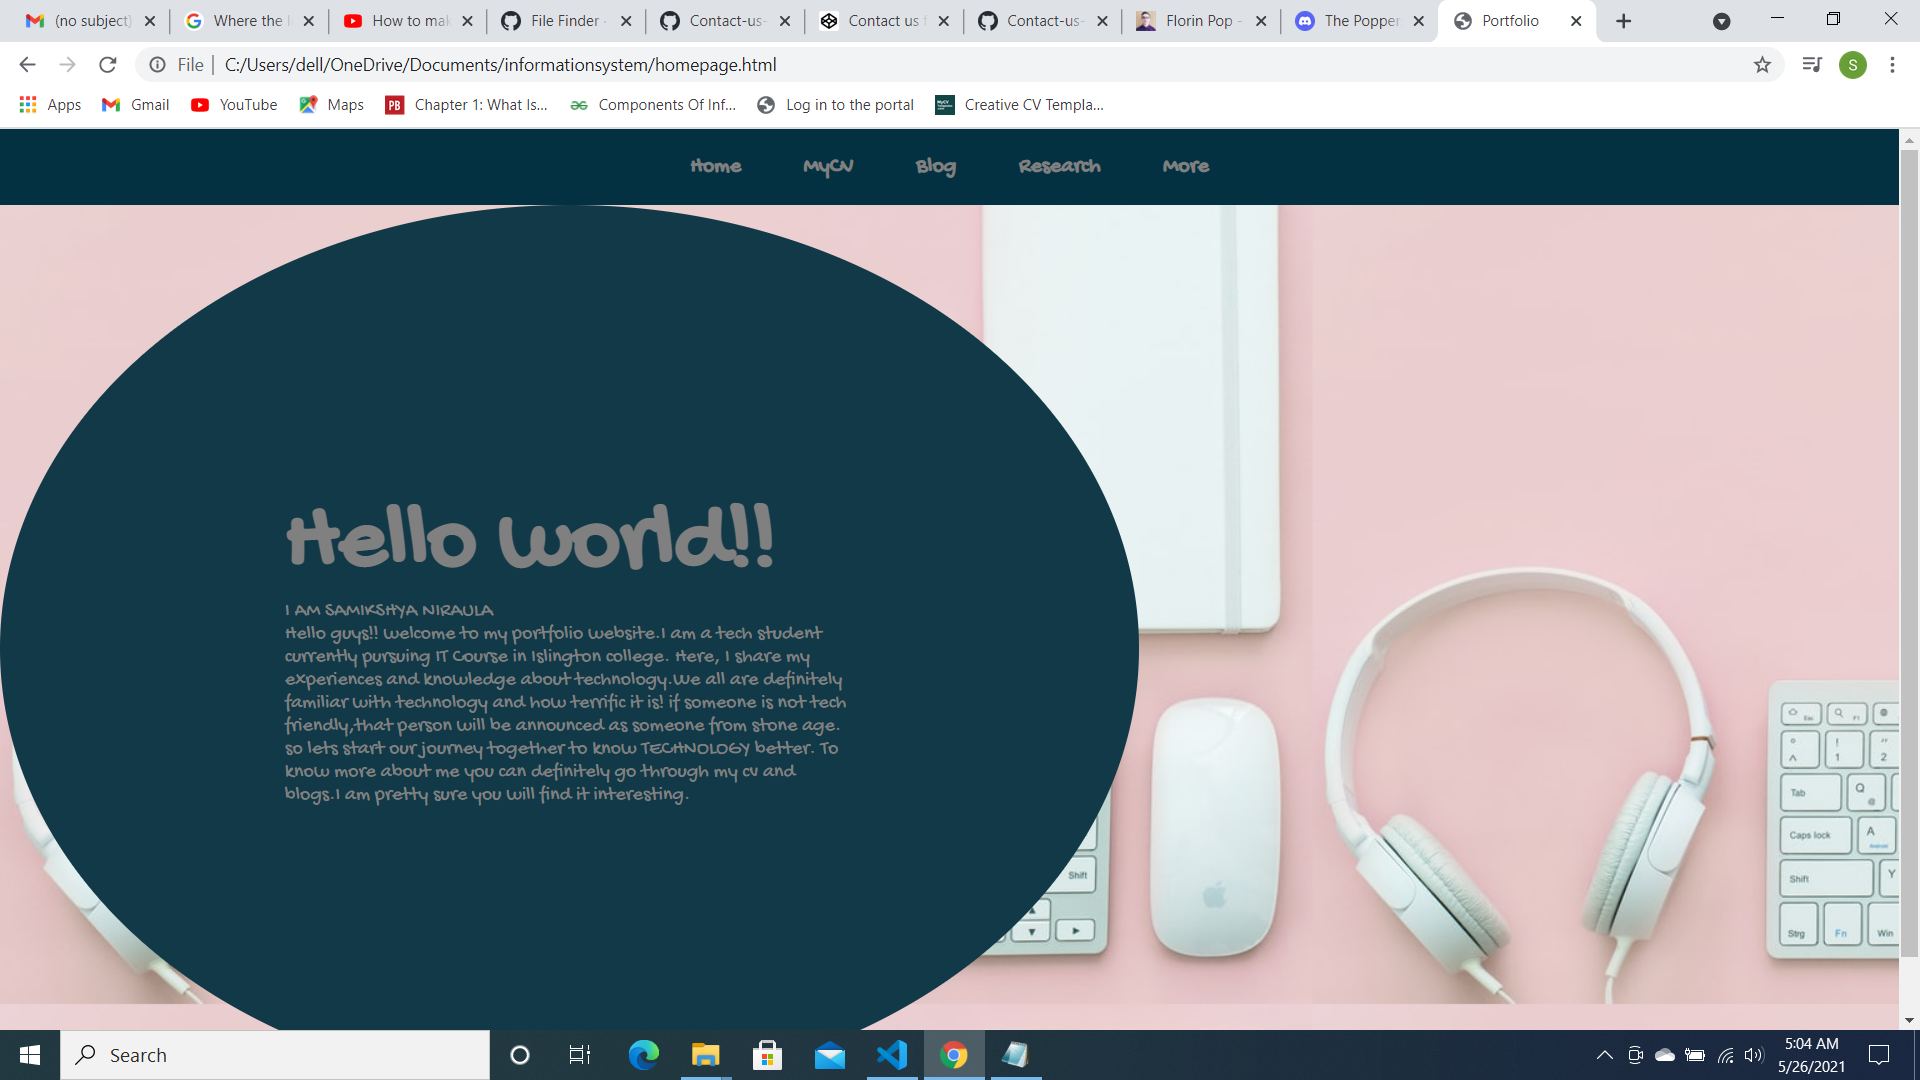 (no subject)
Where the l
How to mak
File Finder ·
Contact-us-
Contact us f
Contact-us-
Florin Pop -
The Popper
Portfolio
File
C:/Users/dell/OneDrive/Documents/informationsystem/homepage.html
S
Apps
Gmail
YouTube
Maps
PB
Chapter 1: What Is...
Components Of Inf...
Log in to the portal
Creative CV Templa...
Home
MyCV
Blog
Research
More
Hello world!!
I AM SAMIKSHYA NIRAULA
Hello guys!! Welcome to my portfolio website.I am a tech student
currently pursuing IT Course in Islington college. Here, I share my
experiences and knowledge about technology.We all are definitely
familiar with technology and how terrific it is! if someone is not tech
friendly,that person will be announced as someone from stone age.
so lets start our journey together to know TECHNOLOGY better. To
know more about me you can definitely go through my cv and
blogs.I am pretty sure you will find it interesting.
Esc
F1
! "
1 2
Tab
Q
@
Caps lock
A
Shift
Shift
Y
Strg
Fn
Win
Search
5:04 AM
5/26/2021